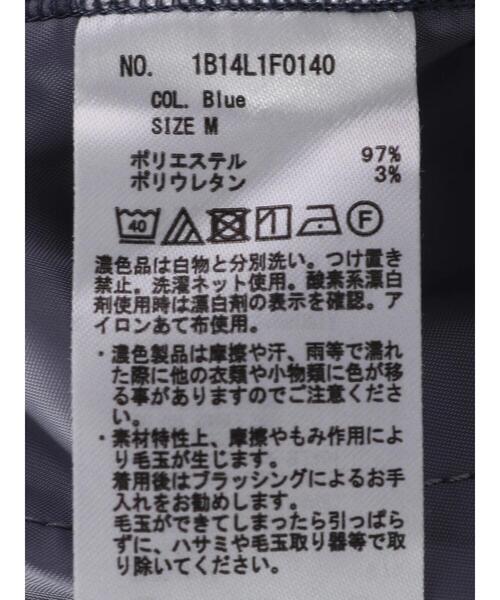 NO. 1B14L1F0140
COL. Blue
SIZE M
ポリエステル 97%
ポリウレタン 3%
40 F
濃色品は白物と分別洗い。つけ置き
禁止。洗濯ネット使用。酸素系漂白
剤使用時は漂白剤の表示を確認。ア
イロンあて布使用。
・濃色製品は摩擦や汗、雨等で濡れ
た際に他の衣類や小物類に色が移
る事がありますのでご注意くださ
い。
・素材特性上、摩擦やもみ作用によ
り毛玉が生じます。
着用後はブラッシングによるお手
入れをお勧めします。
毛玉ができてしまったら引っぱら
ずに、ハサミや毛玉取り器等で取
り除いてください。